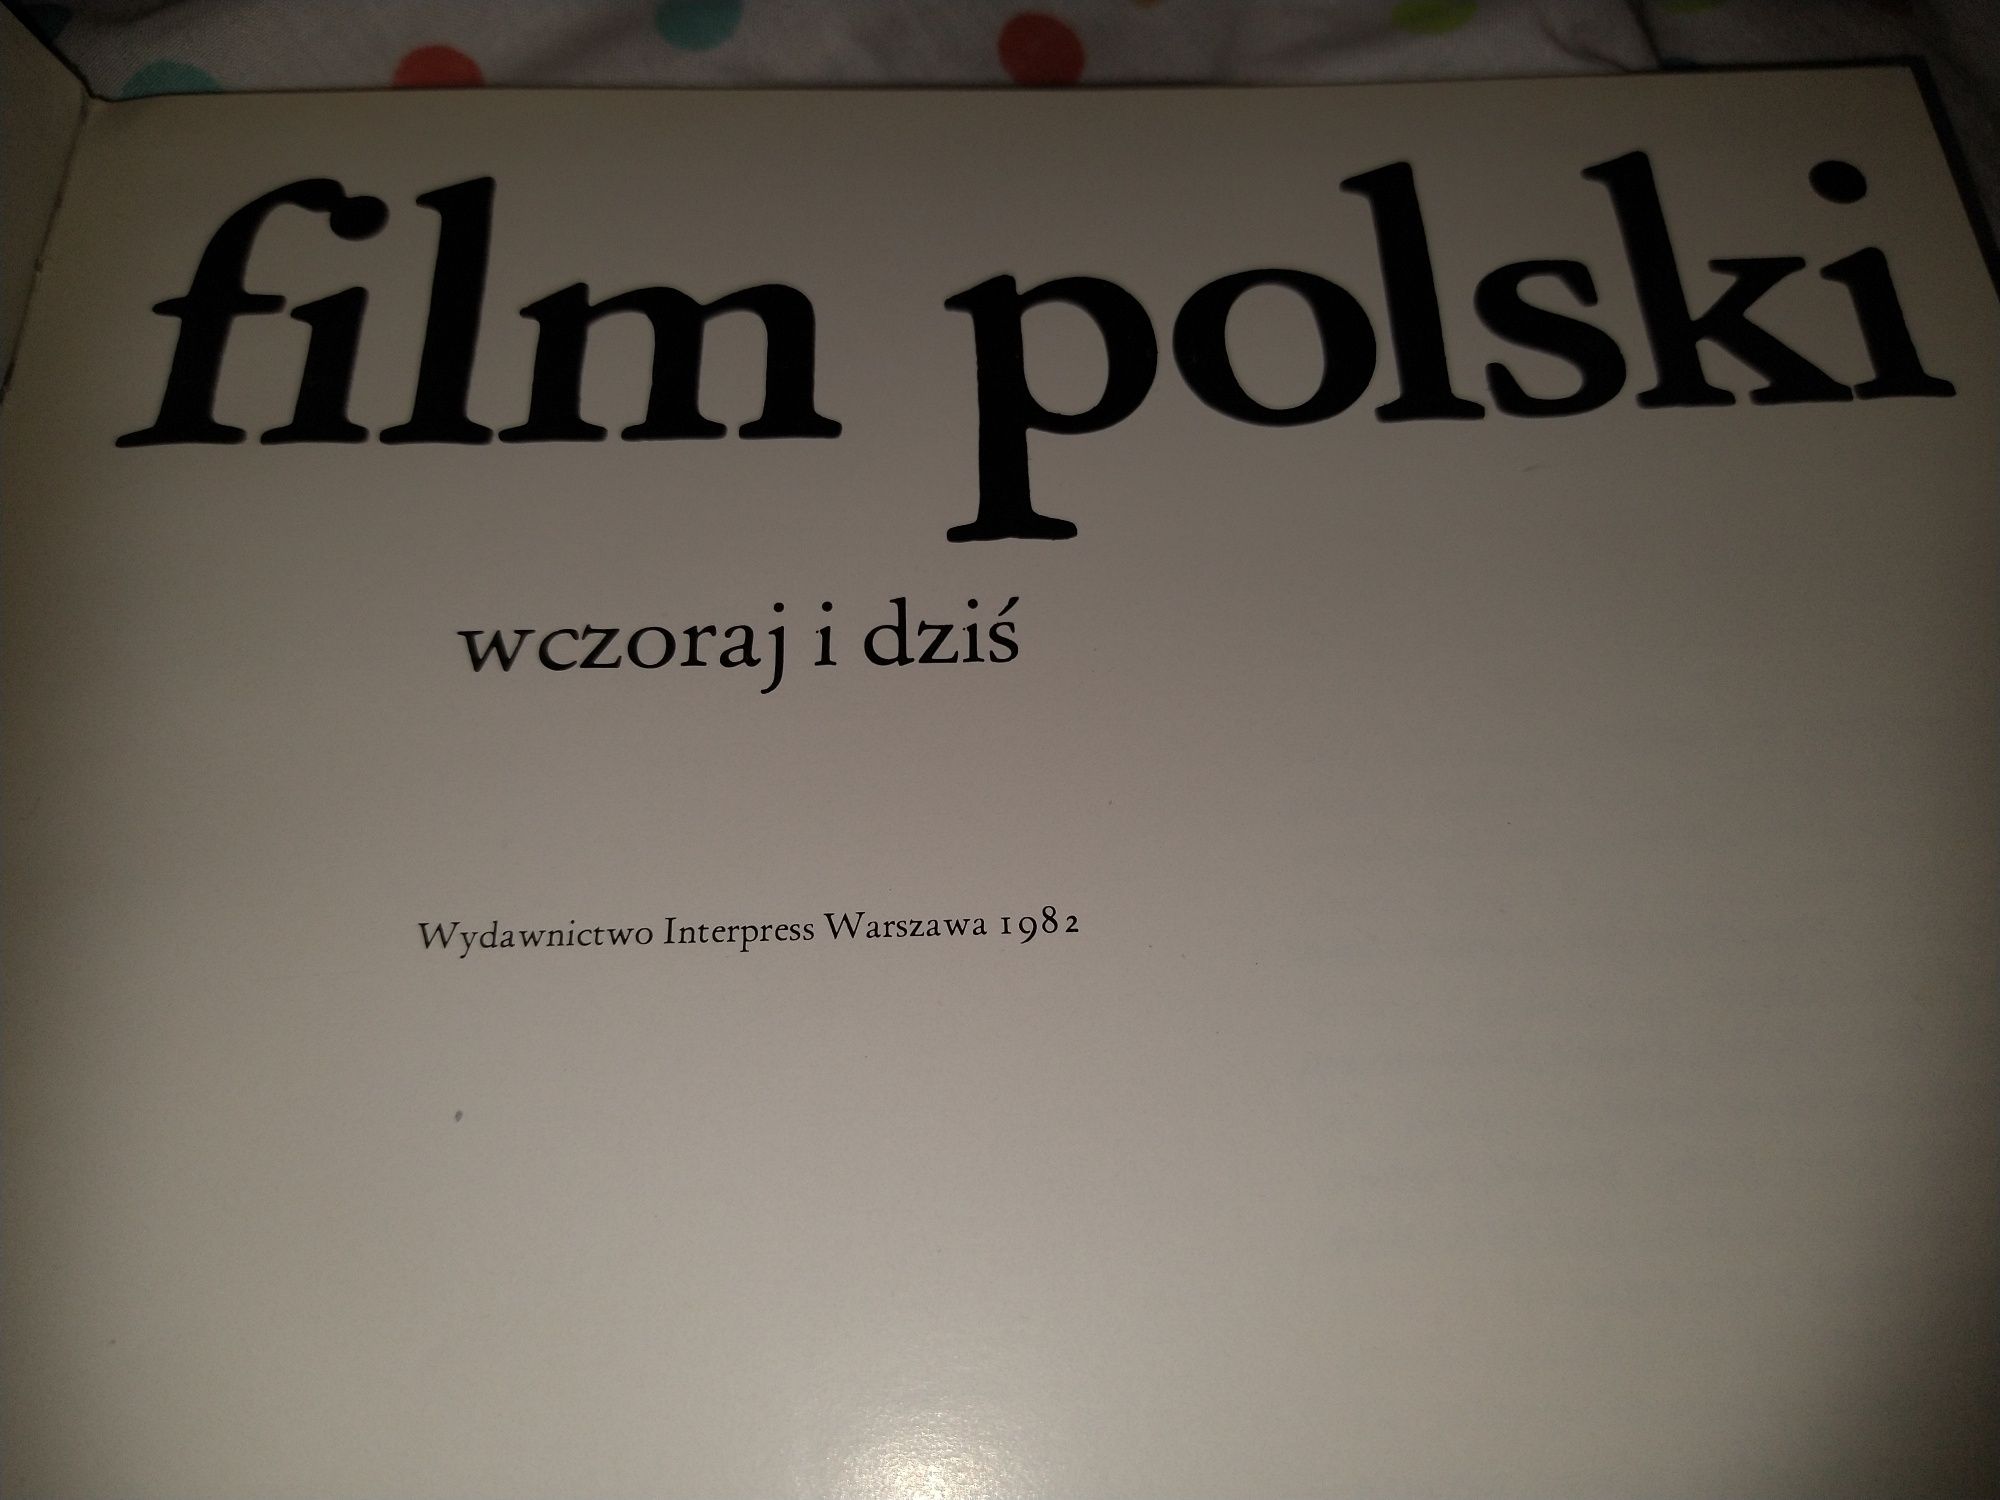 film polski
wczoraj i dziś
Wydawnictwo Interpress Warszawa 1982